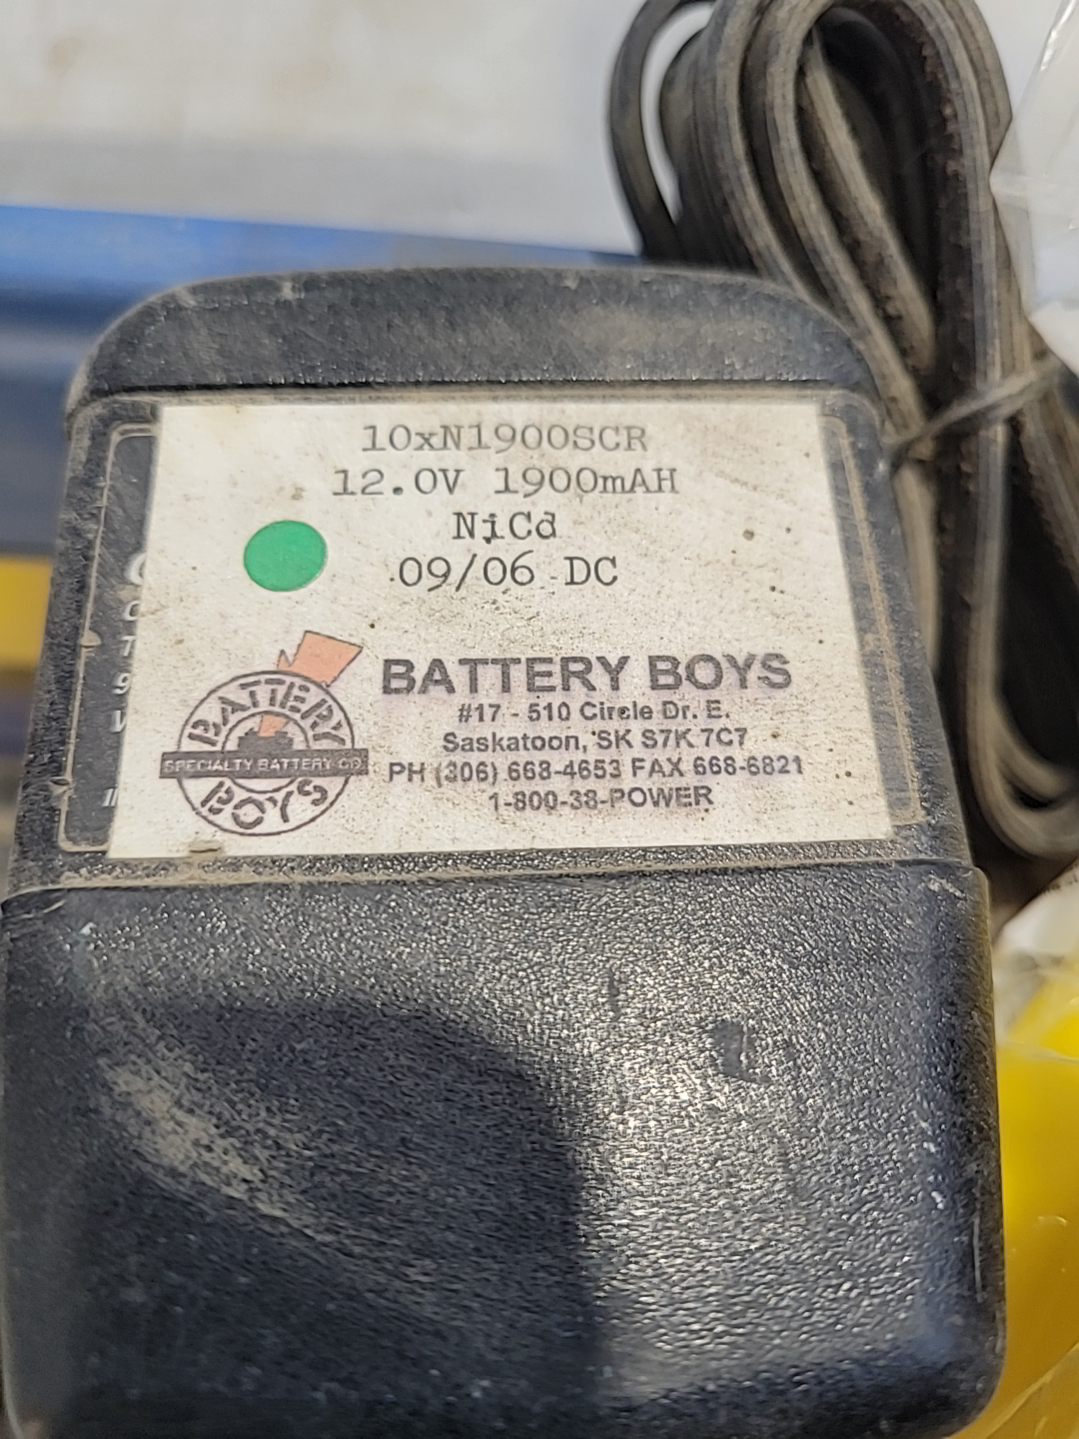 10xN1900SCR
12.0V 1900mAH
NiCd
09/06 DC
BATTERY BOYS
#17 - 510 Circle Dr. E.
Saskatoon, SK S7K 7C7
PH (306) 668-4653 FAX 668-6821
1-800-38-POWER
BATTERY
SPECIALTY BATTERY CO.
BOYS